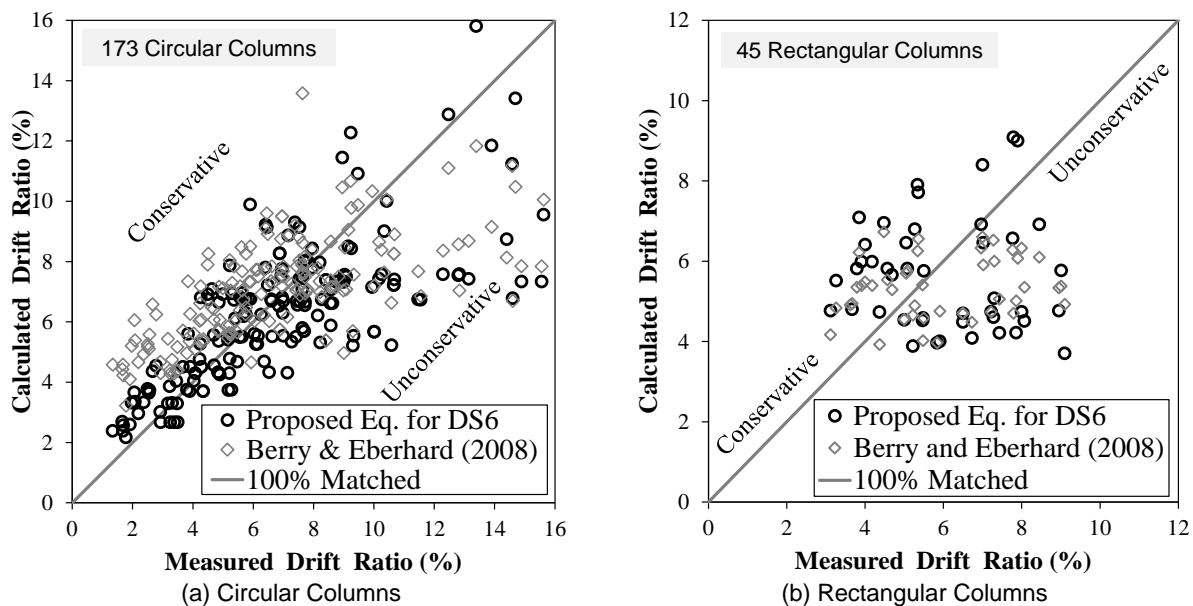 173 Circular Columns
Conservative
Unconservative
Proposed Eq. for DS6
Berry & Eberhard (2008)
100% Matched
Calculated Drift Ratio (%)
16
14
12
10
8
6
4
2
0
0 2 4 6 8 10 12 14 16
Measured Drift Ratio (%)
(a) Circular Columns
45 Rectangular Columns
Unconservative
Conservative
Proposed Eq. for DS6
Berry and Eberhard (2008)
100% Matched
Calculated Drift Ratio (%)
12
10
8
6
4
2
0
0 2 4 6 8 10 12
Measured Drift Ratio (%)
(b) Rectangular Columns